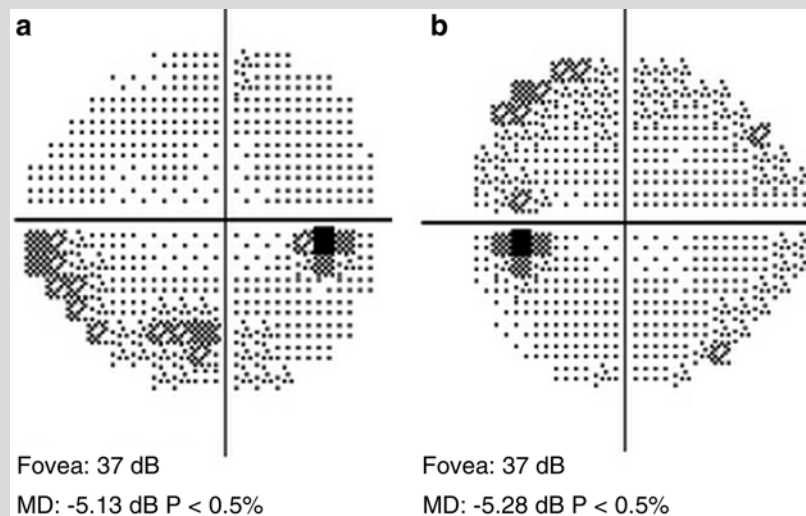 a
b
Fovea: 37 dB
MD: -5.13 dB P < 0.5%
Fovea: 37 dB
MD: -5.28 dB P < 0.5%